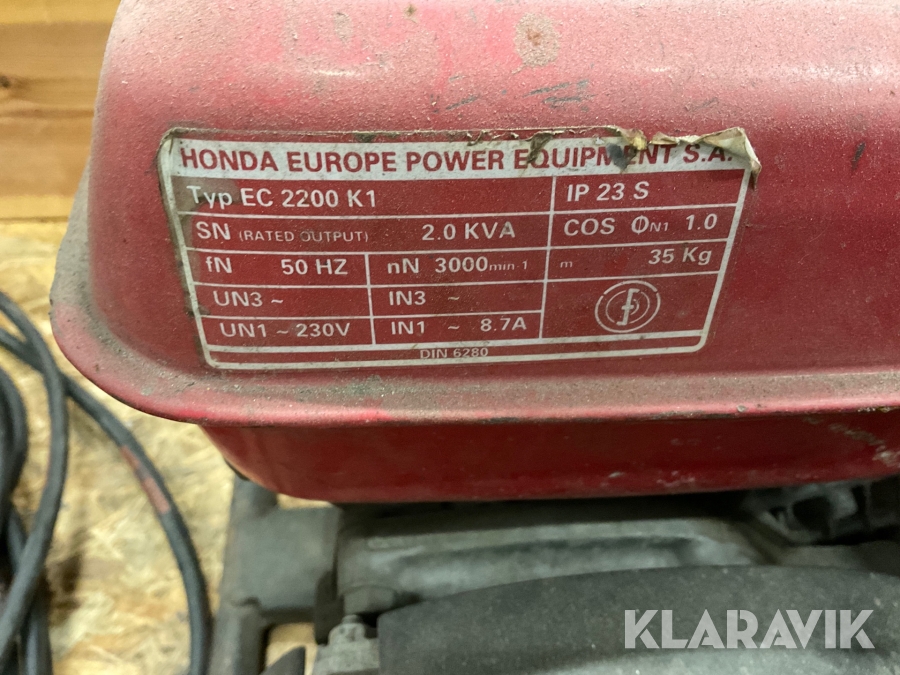 HONDA EUROPE POWER EQUIPMENT S.A.
Typ EC 2200 K1 IP 23 S
SN (RATED OUTPUT) 2.0 KVA COS ΦN1 1.0
fN 50 HZ nN 3000min-1 m 35 Kg
UN3 ~ IN3 ~
UN1 ~ 230V IN1 ~ 8.7A
DIN 6280
KLARAVIK